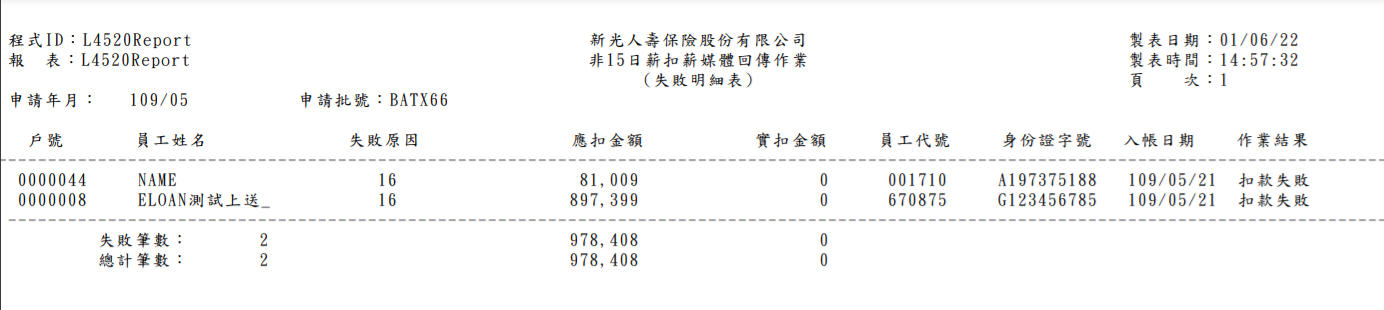 程式ID：L4520Report 新光人壽保險股份有限公司 製表日期：01/06/22
報　表：L4520Report 非15日薪扣薪媒體回傳作業 製表時間：14:57:32
（失敗明細表） 頁　　次：1
申請年月： 109/05 申請批號：BATX66
戶號 員工姓名 失敗原因 應扣金額 實扣金額 員工代號 身份證字號 入帳日期 作業結果
0000044 NAME 16 81,009 0 001710 A197375188 109/05/21 扣款失敗
0000008 ELOAN測試上送_ 16 897,399 0 670875 G123456785 109/05/21 扣款失敗
失敗筆數： 2 978,408 0
總計筆數： 2 978,408 0